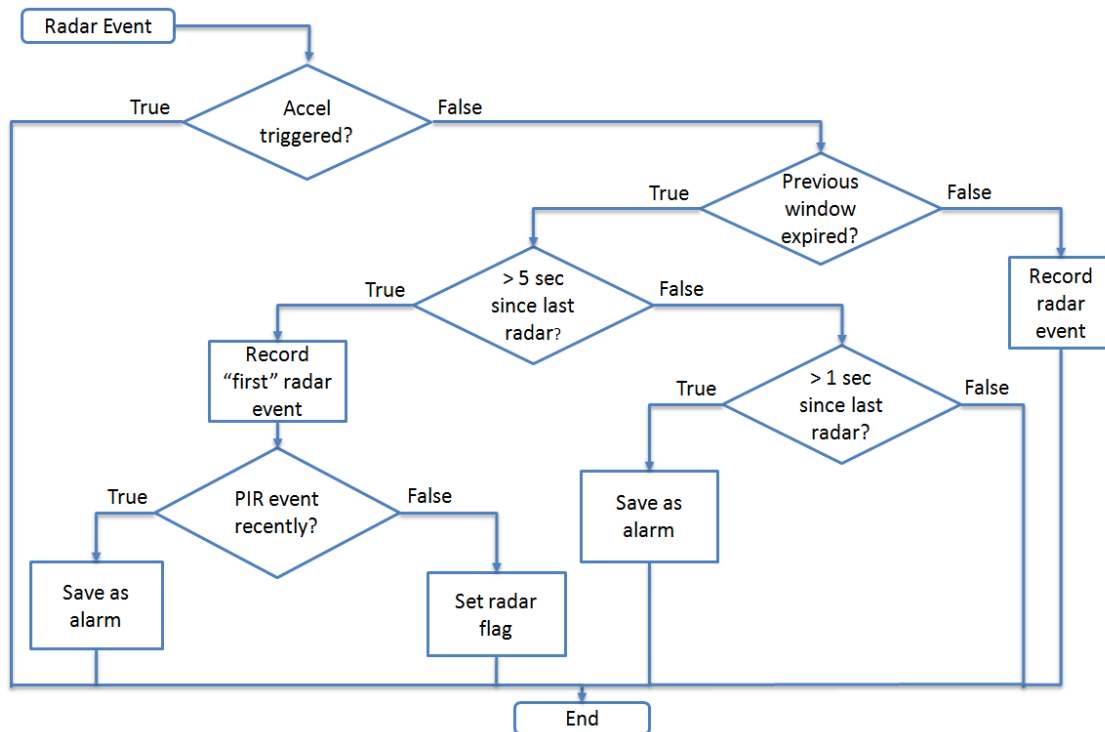 Radar Event
True
Accel
triggered?
False
True
Previous
window
expired?
False
True
> 5 sec
since last
radar?
False
Record
radar
event
Record
“first” radar
event
True
> 1 sec
since last
radar?
False
True
PIR event
recently?
False
Save as
alarm
Save as
alarm
Set radar
flag
End